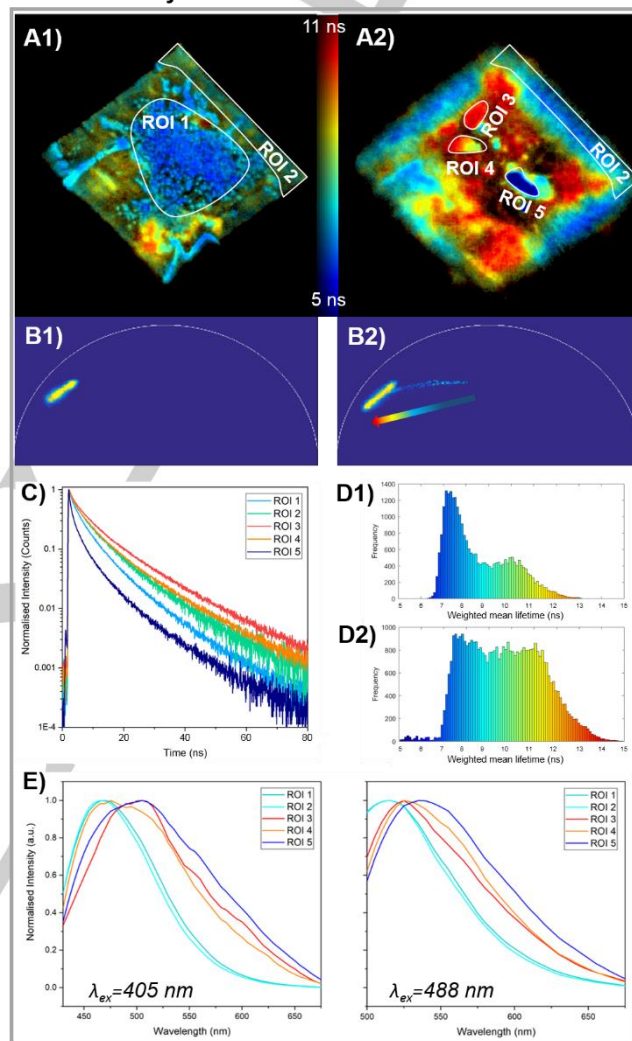 A1)
11 ns
A2)
ROI 1
ROI 2
ROI 3
ROI 4
ROI 2
ROI 5
5 ns
B1)
B2)
C)
Normalised Intensity (Counts)
1
0.1
0.01
0.001
1E-4
0 20 40 60 80
Time (ns)
ROI 1
ROI 2
ROI 3
ROI 4
ROI 5
D1)
Frequency
1400
1200
1000
800
600
400
200
0
5 6 7 8 9 10 11 12 13 14 15
Weighted mean lifetime (ns)
D2)
Frequency
1000
800
600
400
200
0
5 6 7 8 9 10 11 12 13 14 15
Weighted mean lifetime (ns)
E)
Normalised Intensity (a.u.)
1.0
0.8
0.6
0.4
0.2
0.0
450 500 550 600 650
Wavelength (nm)
ROI 1
ROI 2
ROI 3
ROI 4
ROI 5
λex=405 nm
500 550 600 650
Wavelength (nm)
ROI 1
ROI 2
ROI 3
ROI 4
ROI 5
λex=488 nm